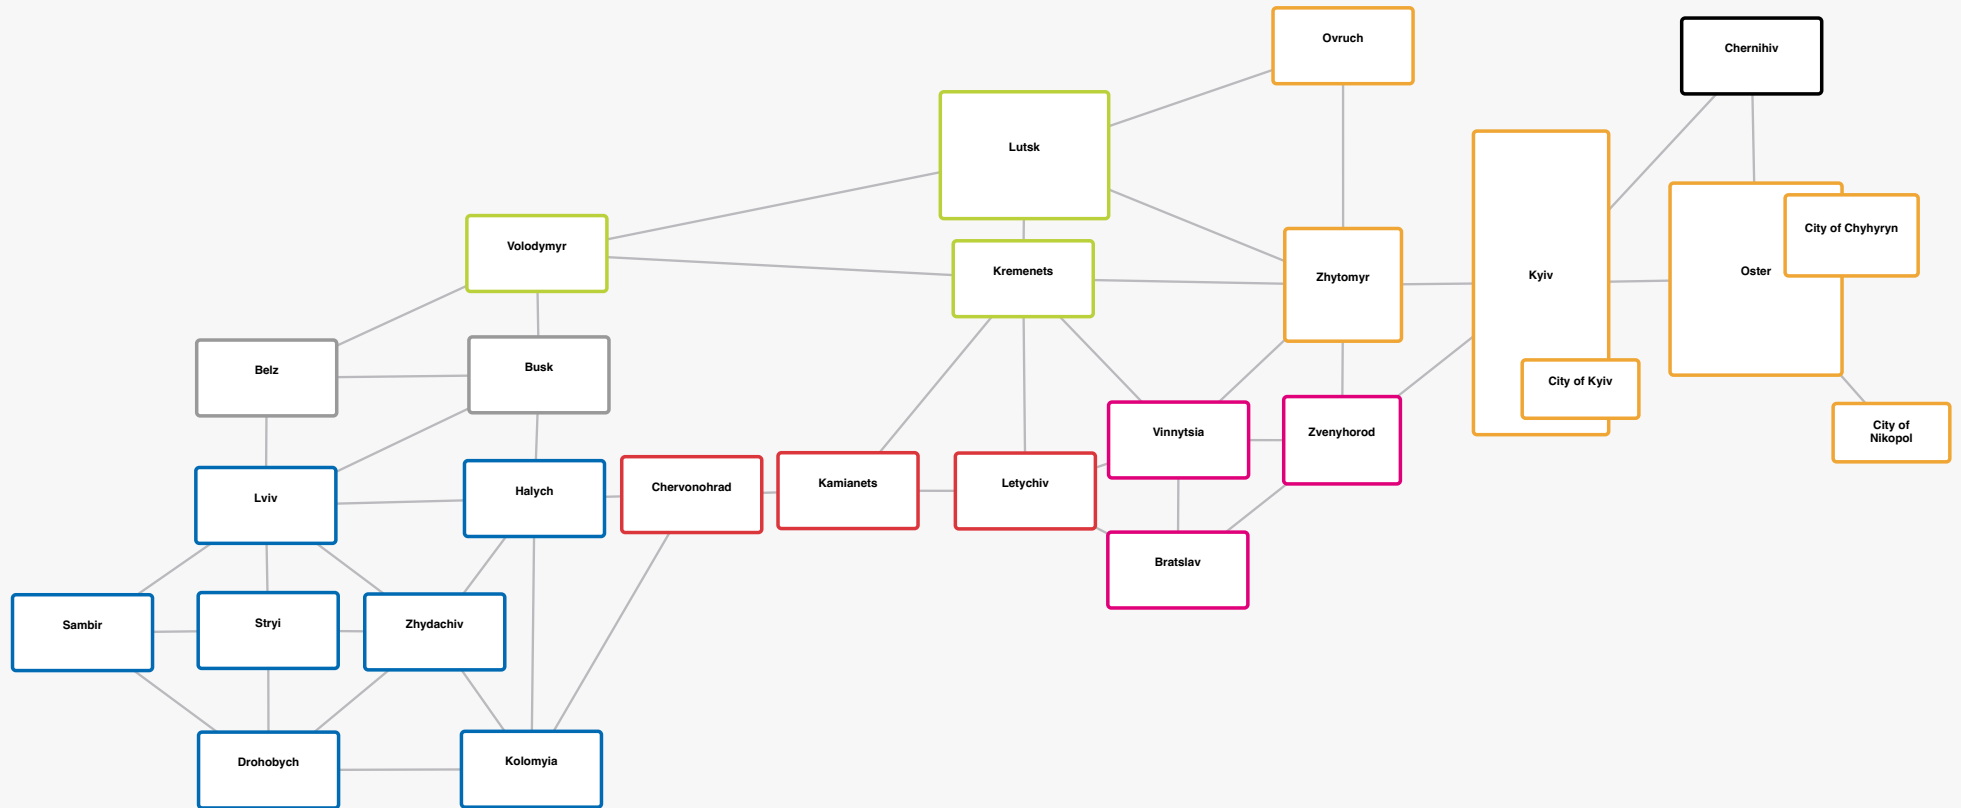 Ovruch
Chernihiv
Lutsk
City of Chyhyryn
Volodymyr
Kremenets
Zhytomyr
Kyiv
Oster
Belz
Busk
City of Kyiv
City of
Nikopol
Vinnytsia
Zvenyhorod
Lviv
Halych
Chervonohrad
Kamianets
Letychiv
Bratslav
Sambir
Stryi
Zhydachiv
Drohobych
Kolomyia